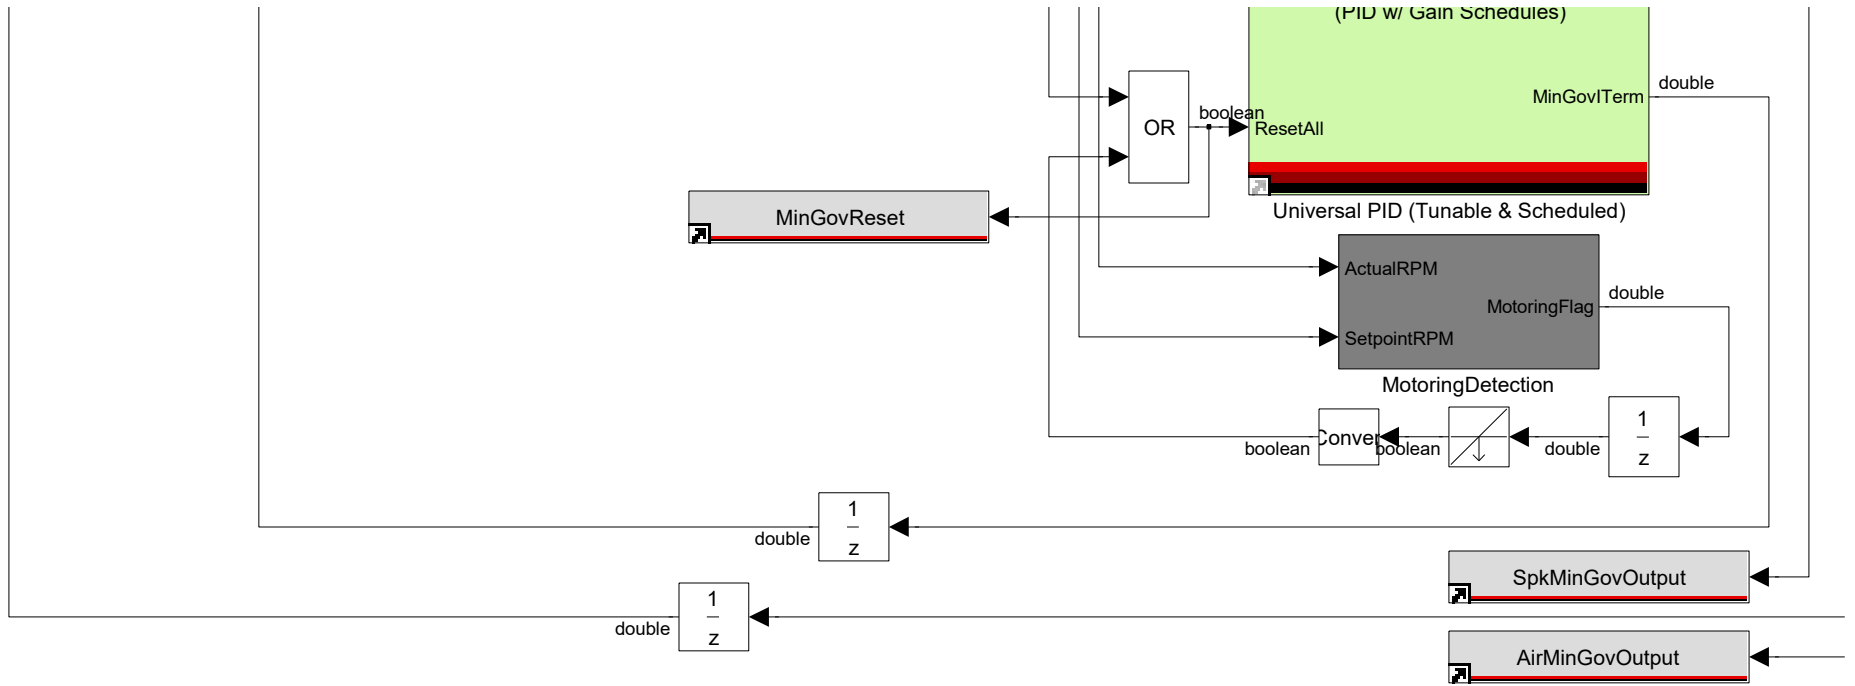 (PID w/ Gain Schedules)
MinGovITerm
double
OR
boolean
ResetAll
MinGovReset
Universal PID (Tunable & Scheduled)
ActualRPM
MotoringFlag
double
SetpointRPM
MotoringDetection
boolean
Conver
boolean
double
1
z
double
1
z
SpkMinGovOutput
double
1
z
AirMinGovOutput